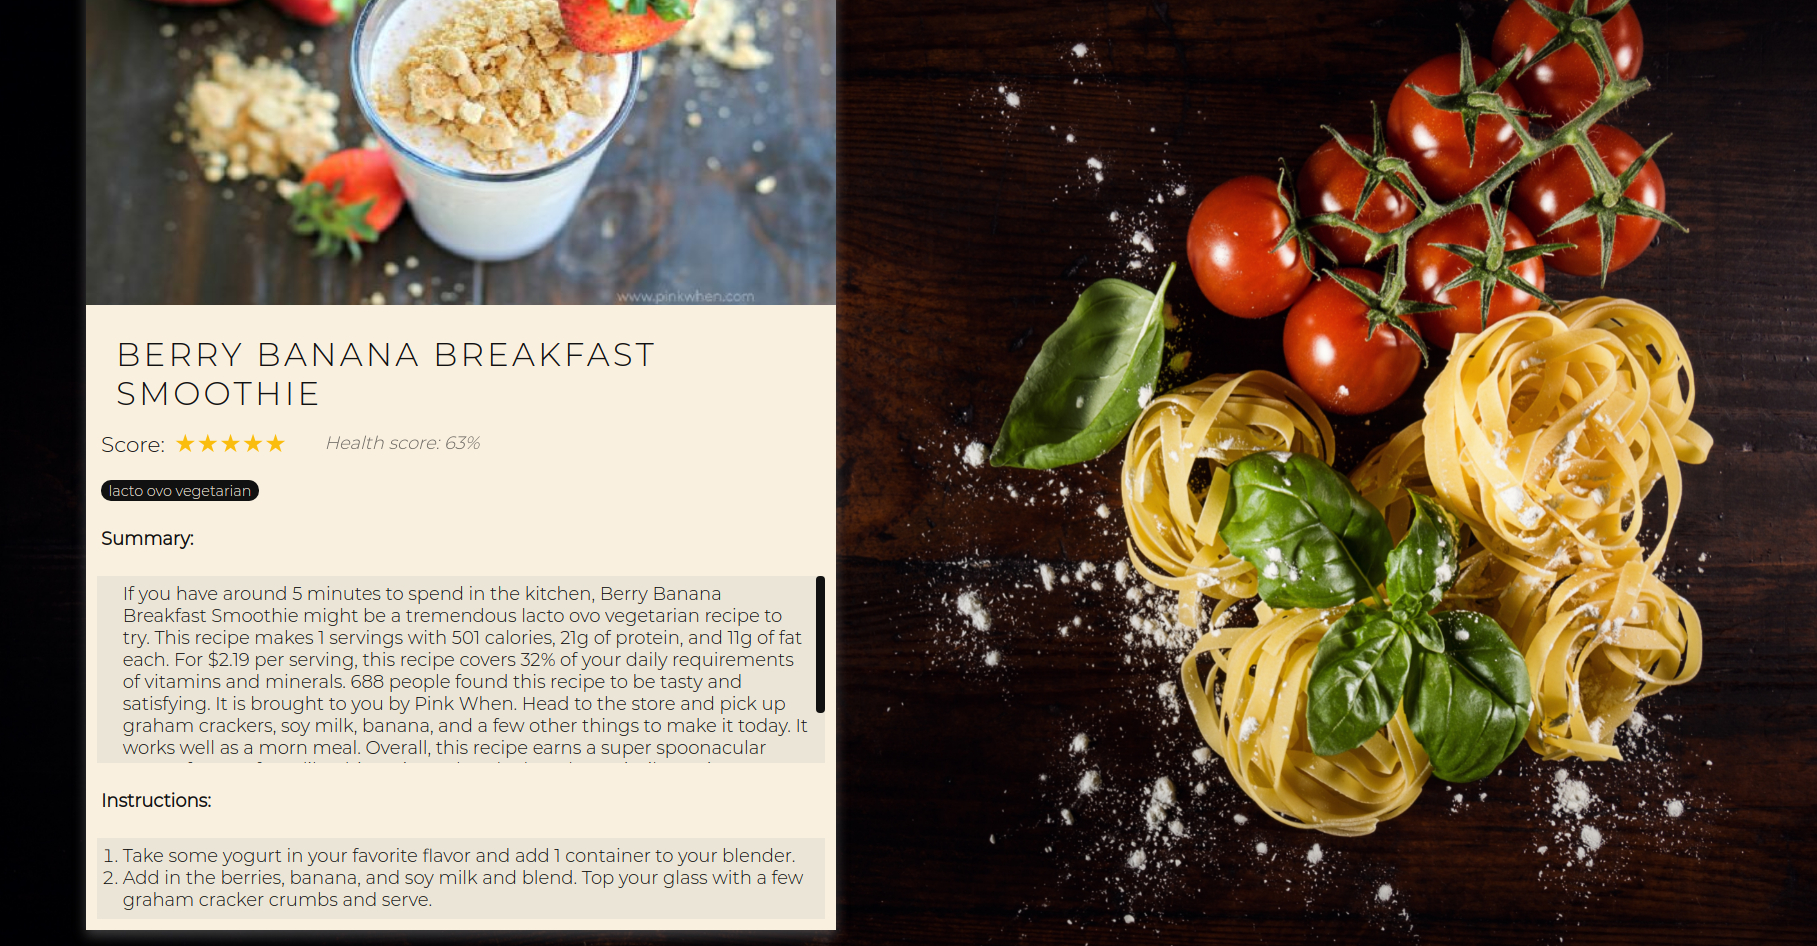 www.pinkwhen.com
BERRY BANANA BREAKFAST
SMOOTHIE
Score: ★★★★★ Health score: 63%
lacto ovo vegetarian
Summary:
If you have around 5 minutes to spend in the kitchen, Berry Banana
Breakfast Smoothie might be a tremendous lacto ovo vegetarian recipe to
try. This recipe makes 1 servings with 501 calories, 21g of protein, and 11g of fat
each. For $2.19 per serving, this recipe covers 32% of your daily requirements
of vitamins and minerals. 688 people found this recipe to be tasty and
satisfying. It is brought to you by Pink When. Head to the store and pick up
graham crackers, soy milk, banana, and a few other things to make it today. It
works well as a morn meal. Overall, this recipe earns a super spoonacular
Instructions:
1. Take some yogurt in your favorite flavor and add 1 container to your blender.
2. Add in the berries, banana, and soy milk and blend. Top your glass with a few
graham cracker crumbs and serve.